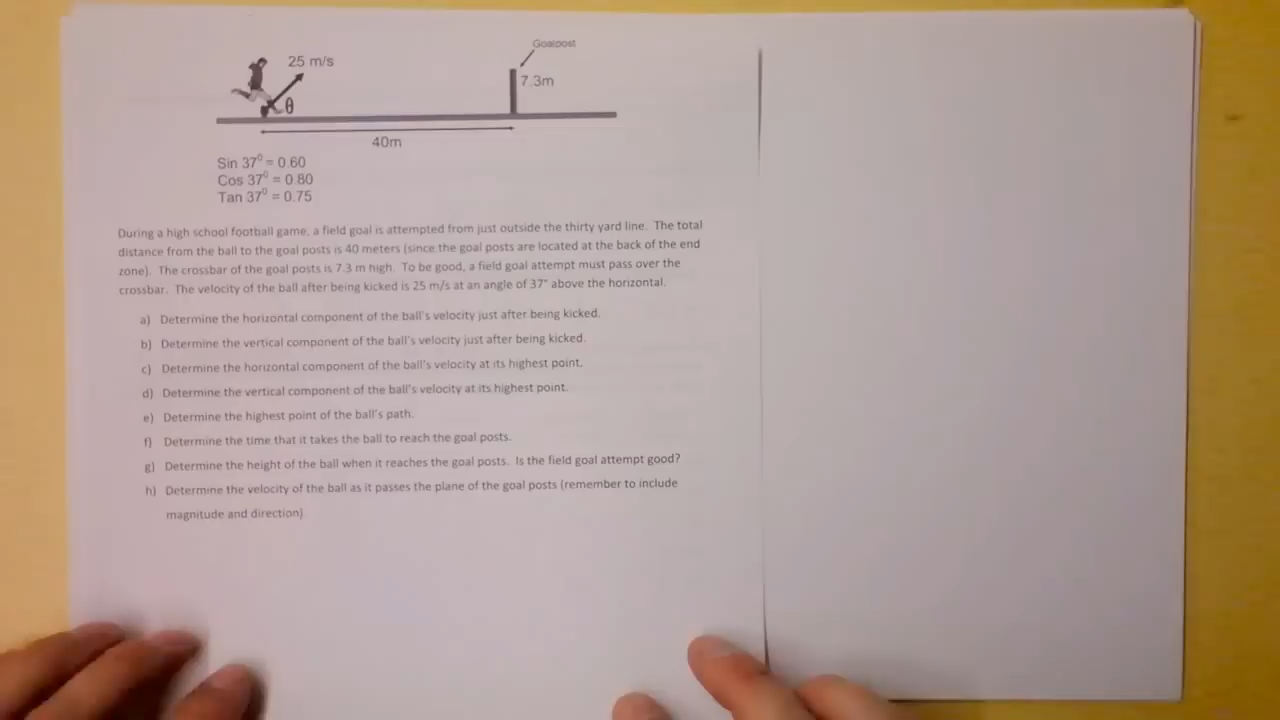 Goalpost
25 m/s
7.3m
θ
40m
Sin 37⁰ = 0.60
Cos 37⁰ = 0.80
Tan 37⁰ = 0.75
During a high school football game, a field goal is attempted from just outside the thirty yard line. The total
distance from the ball to the goal posts is 40 meters (since the goal posts are located at the back of the end
zone). The crossbar of the goal posts is 7.3 m high. To be good, a field goal attempt must pass over the
crossbar. The velocity of the ball after being kicked is 25 m/s at an angle of 37° above the horizontal.
a) Determine the horizontal component of the ball's velocity just after being kicked.
b) Determine the vertical component of the ball's velocity just after being kicked.
c) Determine the horizontal component of the ball's velocity at its highest point.
d) Determine the vertical component of the ball's velocity at its highest point.
e) Determine the highest point of the ball's path.
f) Determine the time that it takes the ball to reach the goal posts.
g) Determine the height of the ball when it reaches the goal posts. Is the field goal attempt good?
h) Determine the velocity of the ball as it passes the plane of the goal posts (remember to include
magnitude and direction).